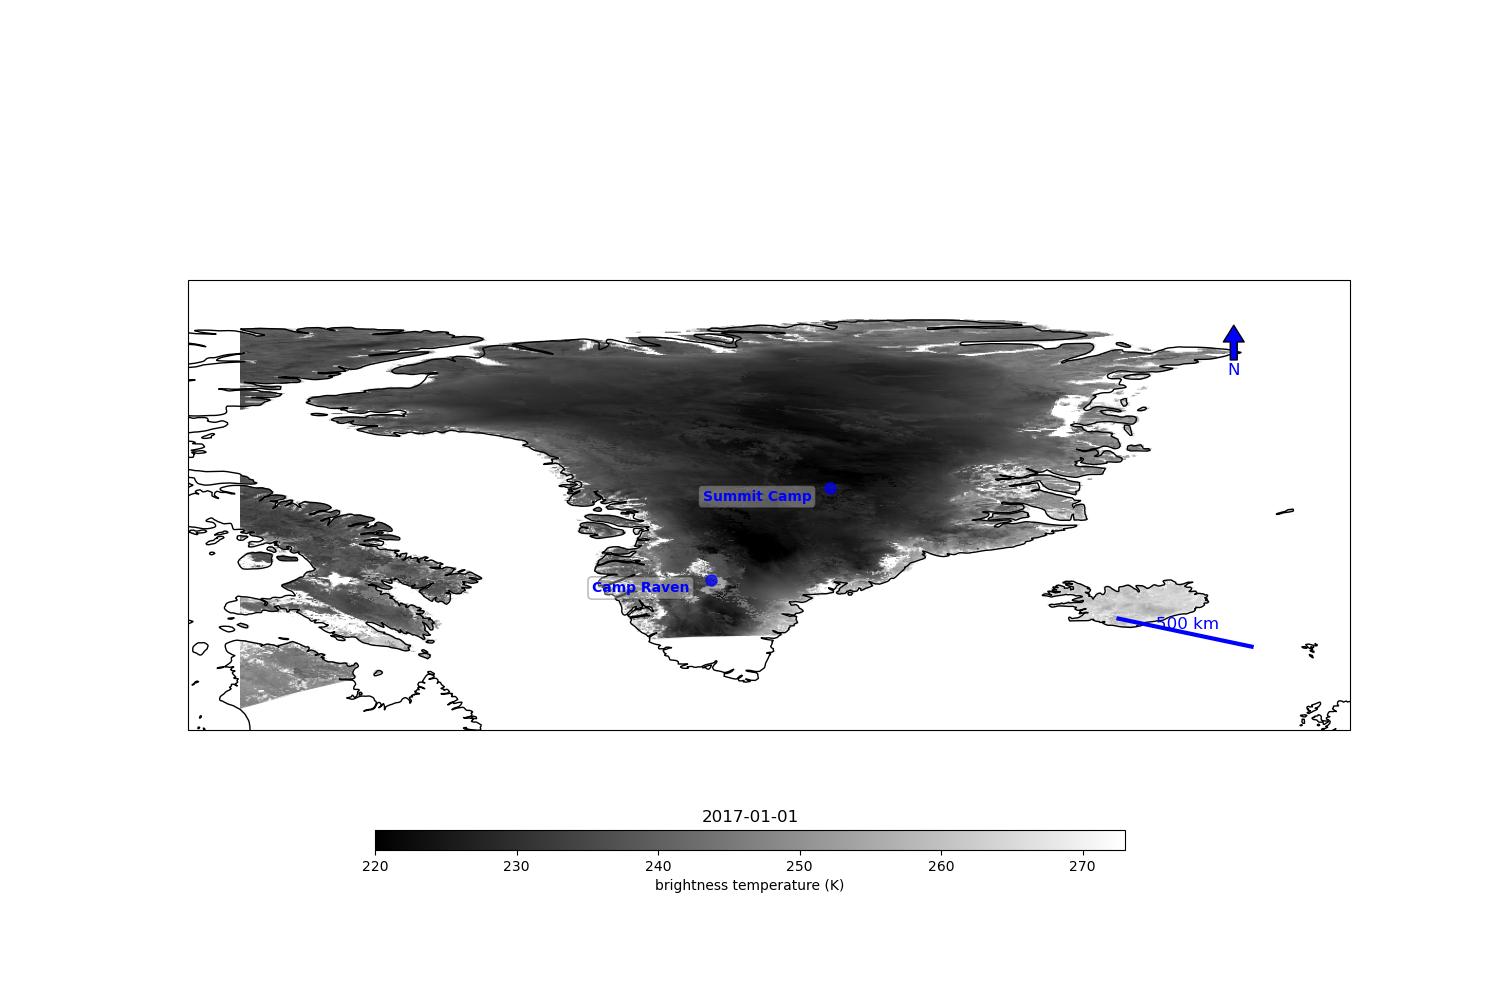 N
Summit Camp
Camp Raven
500 km
2017-01-01
220 230 240 250 260 270
brightness temperature (K)